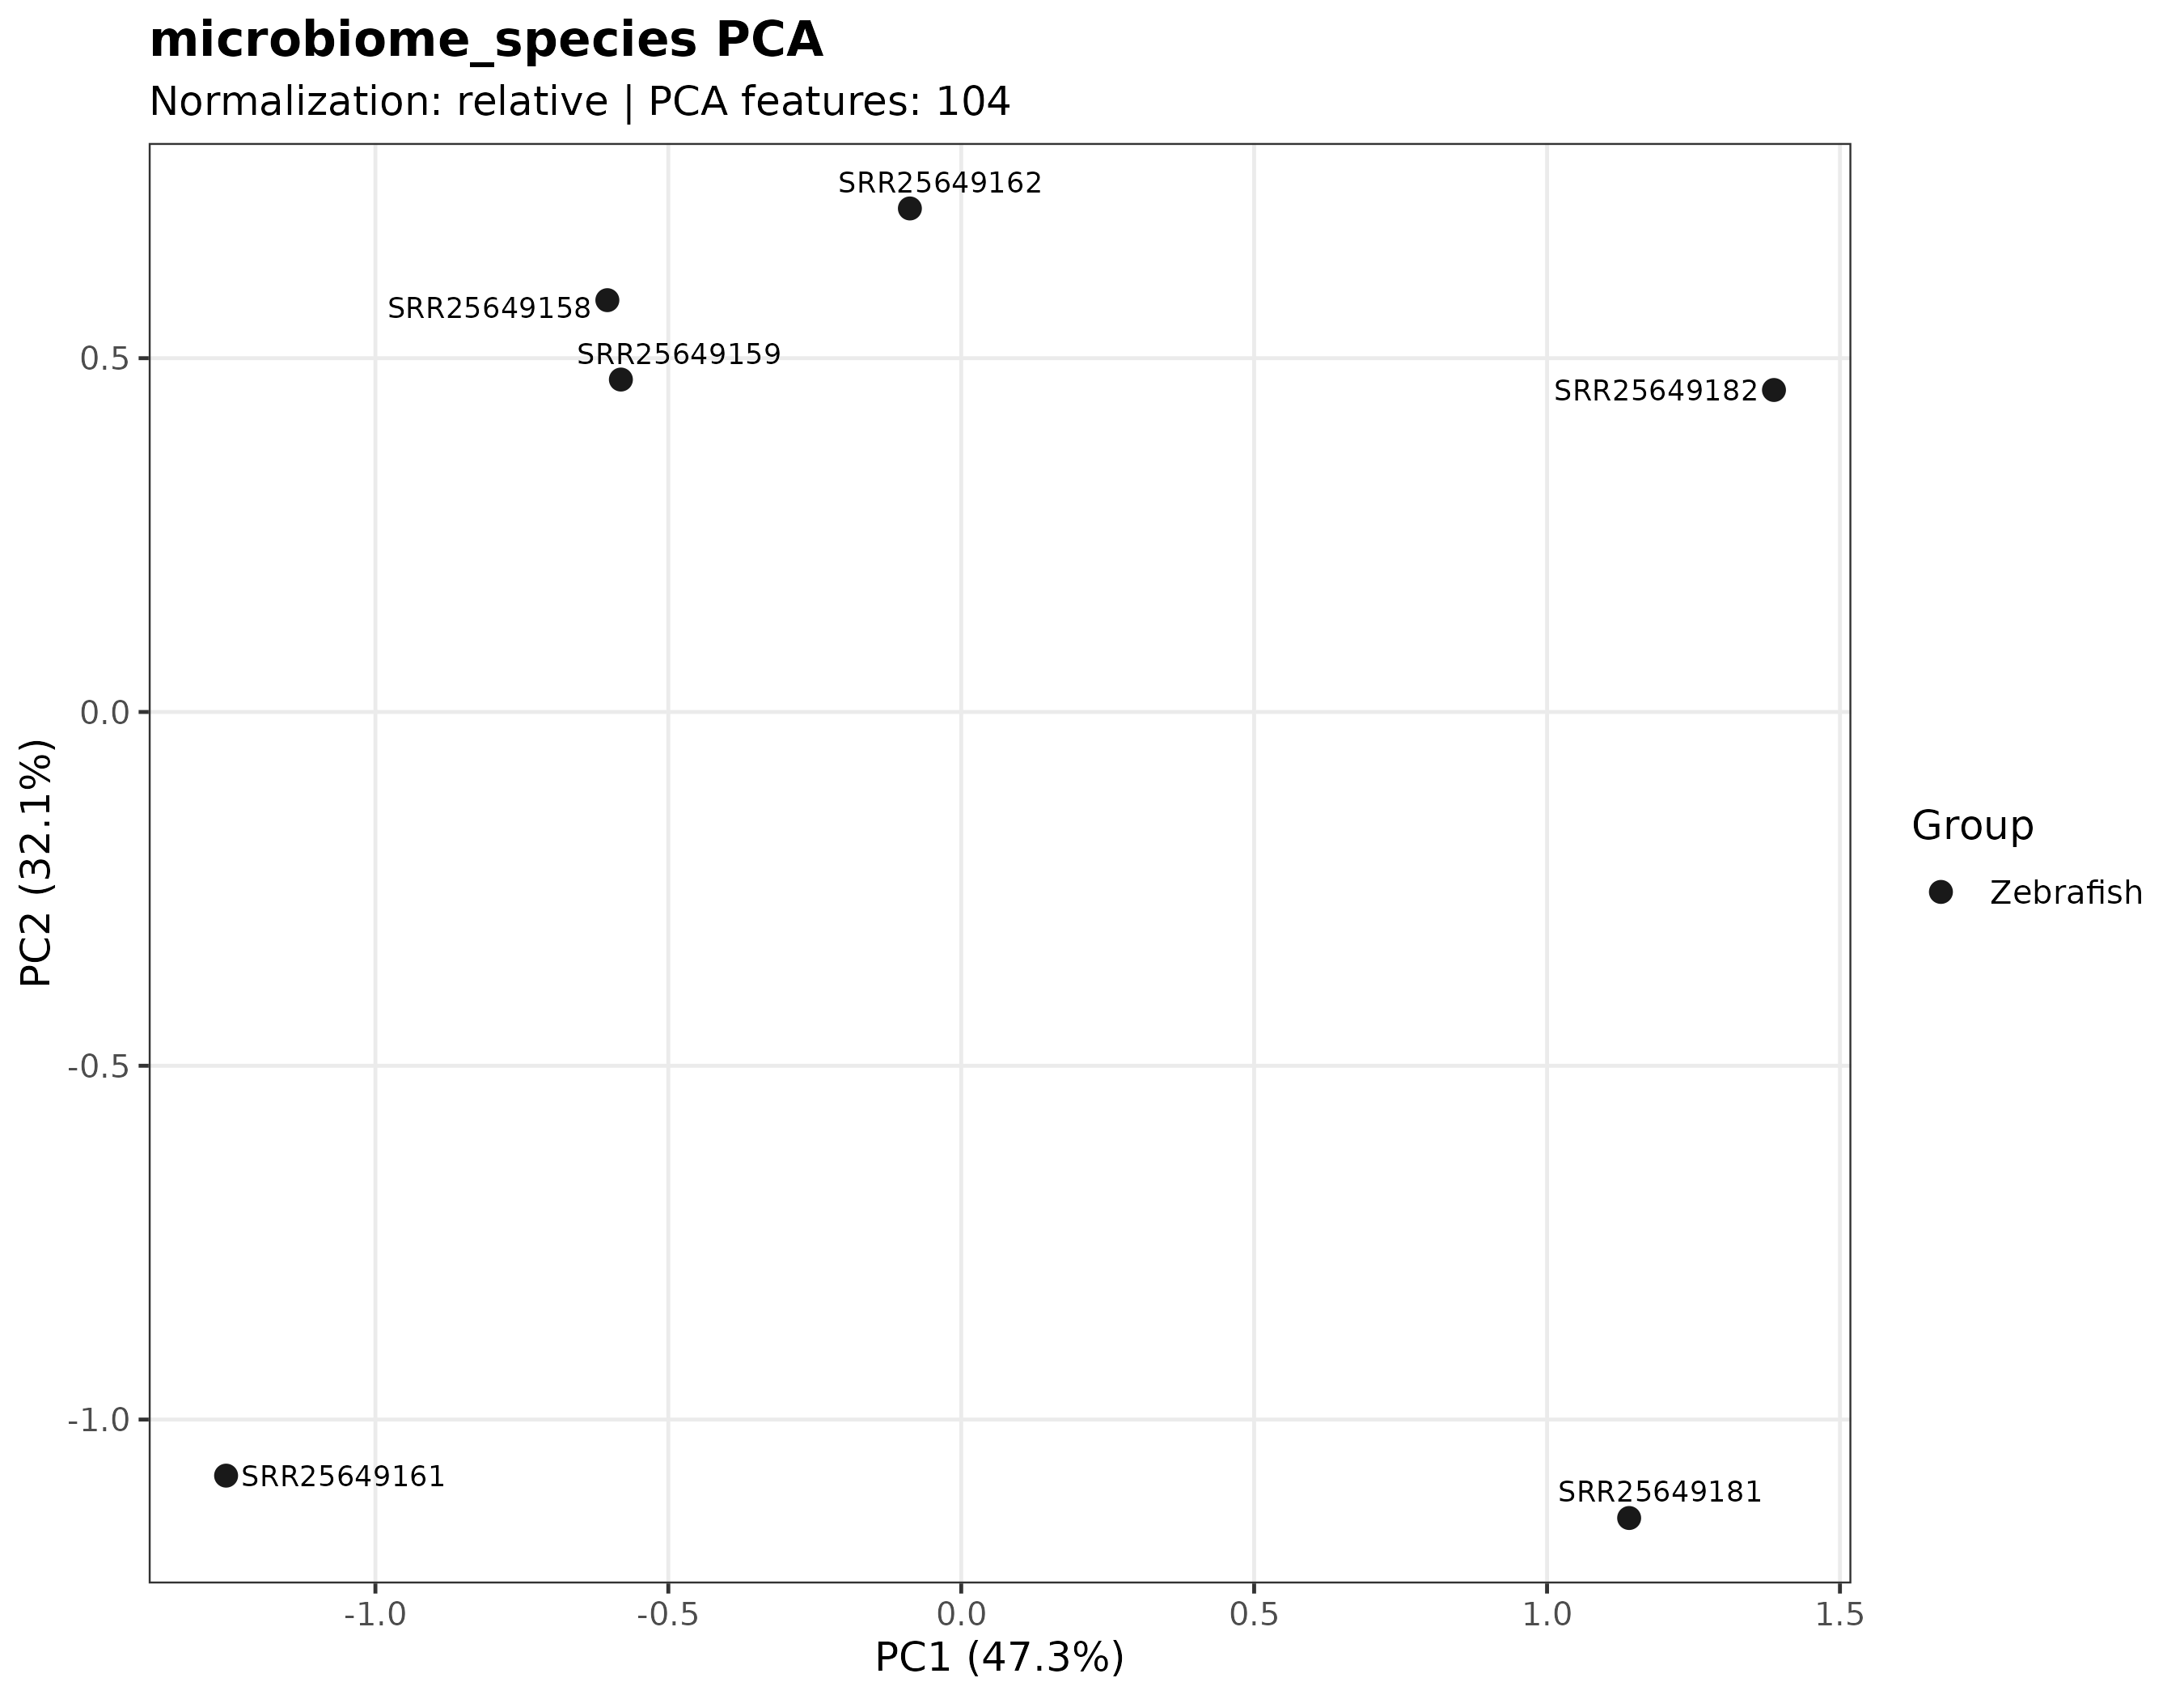 microbiome_species PCA
Normalization: relative | PCA features: 104
SRR25649162
SRR25649158
SRR25649159
SRR25649182
SRR25649161
SRR25649181
0.5
0.0
-0.5
-1.0
PC2 (32.1%)
-1.0 -0.5 0.0 0.5 1.0 1.5
PC1 (47.3%)
Group
Zebrafish